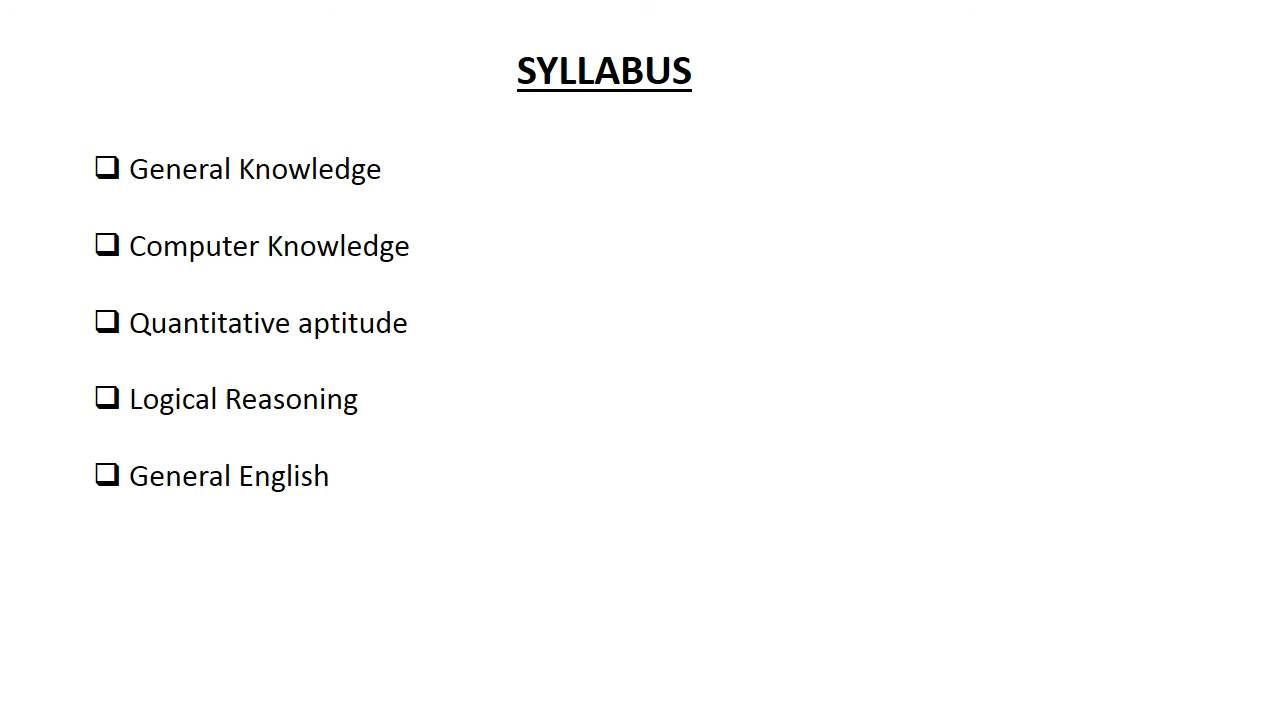 SYLLABUS
❑ General Knowledge
❑ Computer Knowledge
❑ Quantitative aptitude
❑ Logical Reasoning
❑ General English